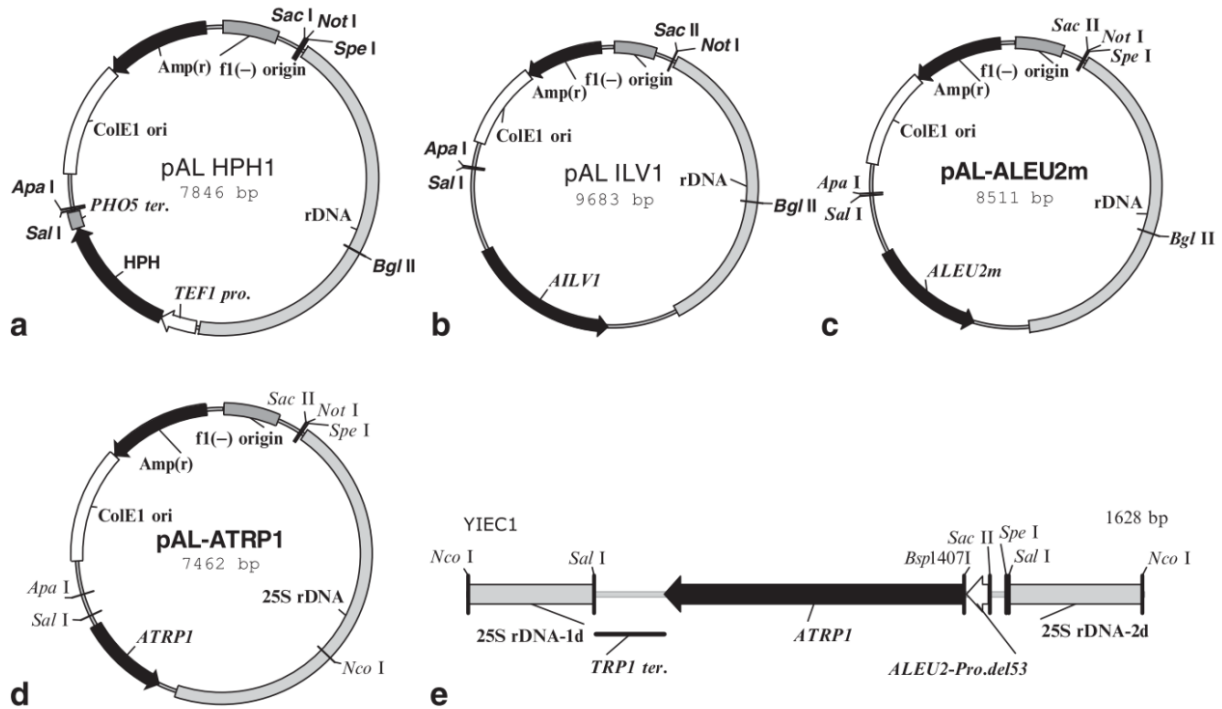 Sac I
Not I
Spe I
Amp(r)
f1(−) origin
ColE1 ori
pAL HPH1
7846 bp
Apa I
PHO5 ter.
rDNA
Sal I
HPH
Bgl II
TEF1 pro.
a
Sac II
Not I
Amp(r)
f1(−) origin
ColE1 ori
Apa I
pAL ILV1
Sal I
9683 bp
rDNA
Bgl II
AILV1
b
Sac II
Not I
Spe I
f1(−) origin
Amp(r)
ColE1 ori
pAL-ALEU2m
8511 bp
Apa I
Sal I
rDNA
Bgl II
ALEU2m
c
Sac II
Not I
Spe I
f1(−) origin
Amp(r)
ColE1 ori
pAL-ATRP1
7462 bp
Apa I
Sal I
25S rDNA
ATRP1
Nco I
d
YIEC1
1628 bp
Nco I
Sal I
Bsp1407I
Sac II
Spe I
Sal I
Nco I
25S rDNA-1d
ATRP1
25S rDNA-2d
TRP1 ter.
ALEU2-Pro.del53
e